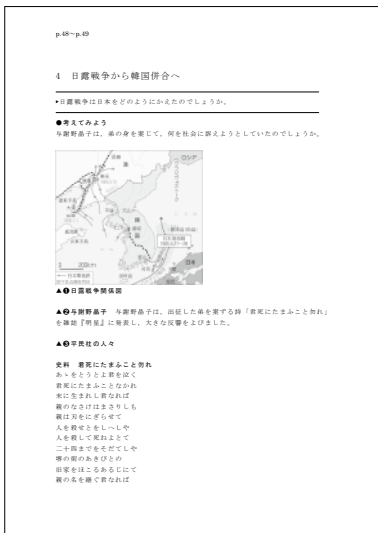 p.48～p.49
4 日露戦争から韓国併合へ
▶日露戦争は日本をどのようにかえたのでしょうか。
●考えてみよう
与謝野晶子は、弟の身を案じて、何を社会に訴えようとしていたのでしょうか。
ロシア
日本
▲❶日露戦争関係図
▲❷与謝野晶子 与謝野晶子は、出征した弟を案ずる詩「君死にたまふこと勿れ」
を雑誌『明星』に発表し、大きな反響をよびました。
▲❸平民社の人々
史料 君死にたまふこと勿れ
あゝをとうとよ君を泣く
君死にたまふことなかれ
末に生まれし君なれば
親のなさけはまさりしも
親は刃をにぎらせて
人を殺せとをしへしや
人を殺して死ねよとて
二十四までをそだてしや
堺の街のあきびとの
旧家をほこるあるじにて
親の名を継ぐ君なれば